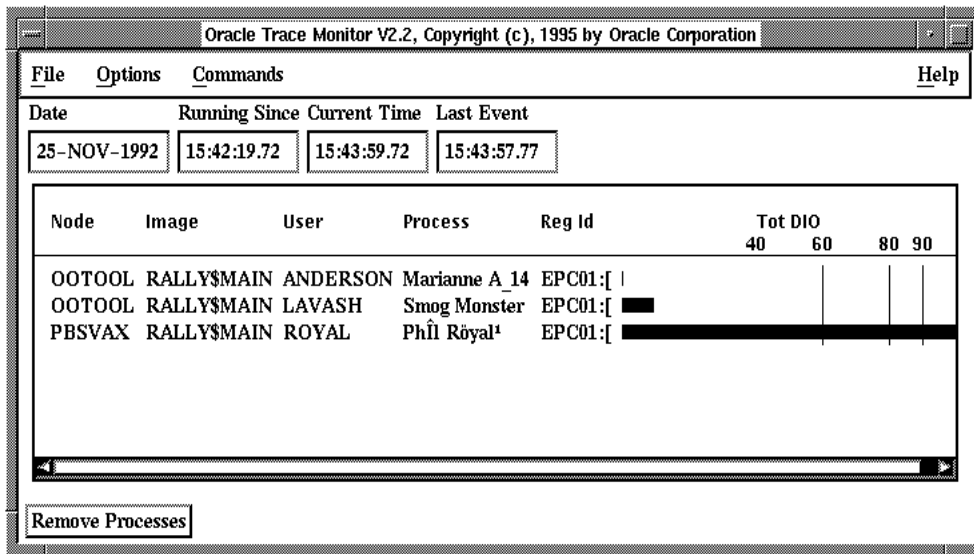 Oracle Trace Monitor V2.2, Copyright (c), 1995 by Oracle Corporation
File Options Commands Help
Date Running Since Current Time Last Event
25-NOV-1992 15:42:19.72 15:43:59.72 15:43:57.77
Node Image User Process Reg Id Tot DIO
40 60 80 90
OOTOOL RALLY$MAIN ANDERSON Marianne A_14 EPC01:[
OOTOOL RALLY$MAIN LAVASH Smog Monster EPC01:[
PBSVAX RALLY$MAIN ROYAL PhÎl Röyal¹ EPC01:[
Remove Processes